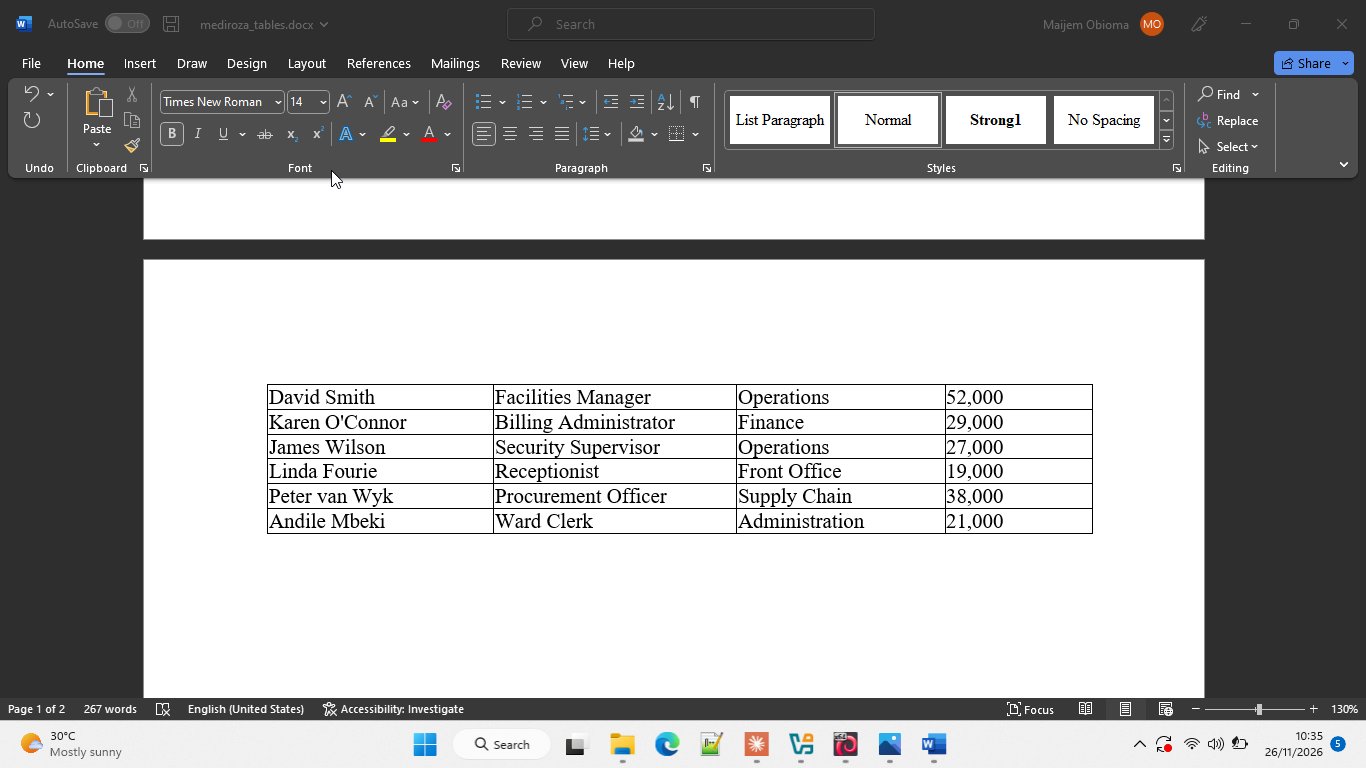 AutoSave Off mediroza_tables.docx Search Maijem Obioma MO
File Home Insert Draw Design Layout References Mailings Review View Help Share
Times New Roman 14 Aa
Paste
B I U ab x2 x2 A A
List Paragraph Normal Strong1 No Spacing
Find
Replace
Select
Undo Clipboard Font Paragraph Styles Editing
David Smith Facilities Manager Operations 52,000
Karen O'Connor Billing Administrator Finance 29,000
James Wilson Security Supervisor Operations 27,000
Linda Fourie Receptionist Front Office 19,000
Peter van Wyk Procurement Officer Supply Chain 38,000
Andile Mbeki Ward Clerk Administration 21,000
Page 1 of 2 267 words English (United States) Accessibility: Investigate Focus 130%
30°C
Mostly sunny
Search
10:35
26/11/2026 5